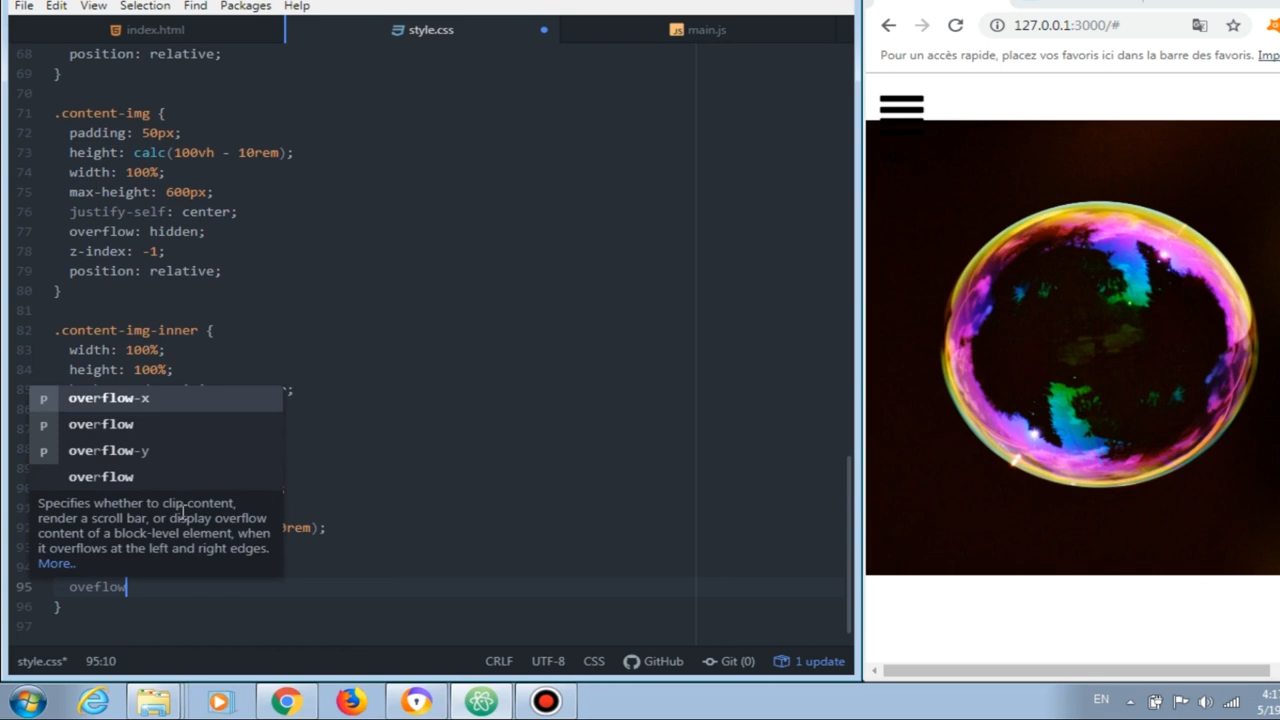 File Edit View Find Packages Help
index.html style.css main.js
68 position: relative;
69 }
70
71 .content-img {
72 padding: 50px;
73 height: calc(100vh - 10rem);
74 width: 100%;
75 max-height: 600px;
76 justify-self: center;
77 overflow: hidden;
78 z-index: -1;
79 position: relative;
80 }
81
82 .content-img-inner {
83 width: 100%;
84 height: 100%;
p overflow-x
p overflow
p overflow-y
overflow
Specifies whether to clip content,
render a scroll bar, or display overflow
content of a block-level element, when
it overflows at the left and right edges.
More..
95 oveflow
96 }
97
style.css* 95:10 CRLF UTF-8 CSS GitHub Git (0) 1 update
127.0.0.1:3000/#
Pour un accès rapide, placez vos favoris ici dans la barre des favoris.
EN